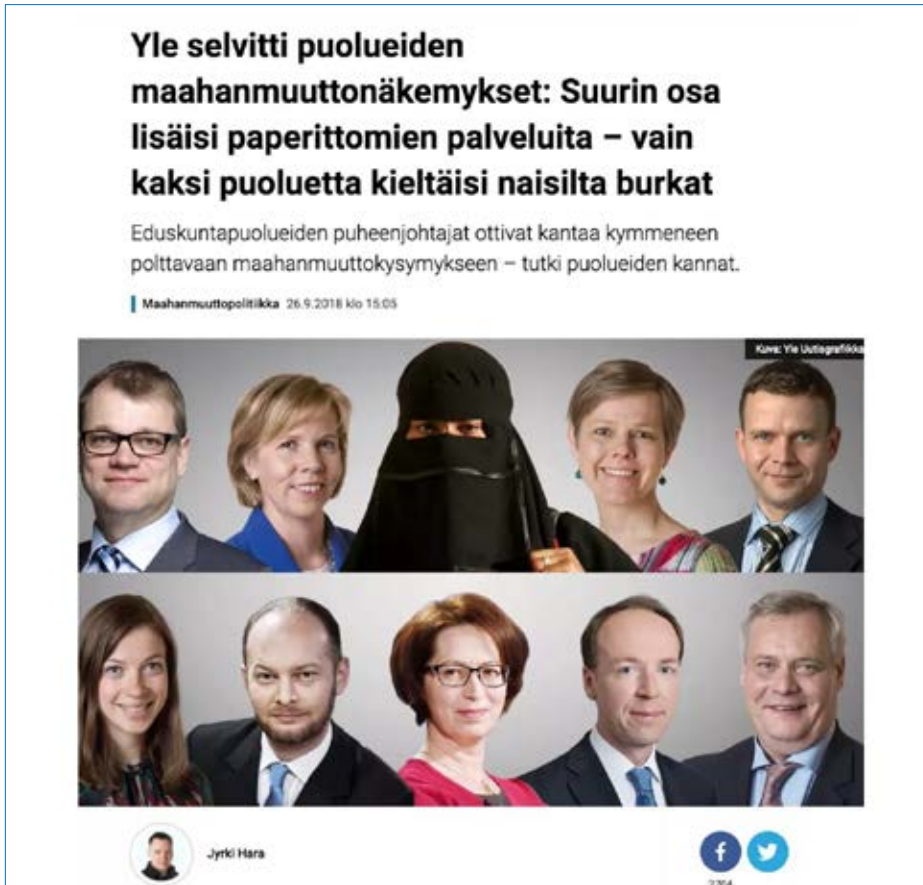 Yle selvitti puolueiden
maahanmuuttonäkemykset: Suurin osa
lisäisi paperittomien palveluita – vain
kaksi puoluetta kieltäisi naisilta burkat
Eduskuntapuolueiden puheenjohtajat ottivat kantaa kymmeneen
polttavaan maahanmuuttokysymykseen – tutki puolueiden kannat.
Maahanmuuttopolitiikka 26.9.2018 klo 15:05
Kuva: Yle Uutisgrafiikka
Jyrki Hara